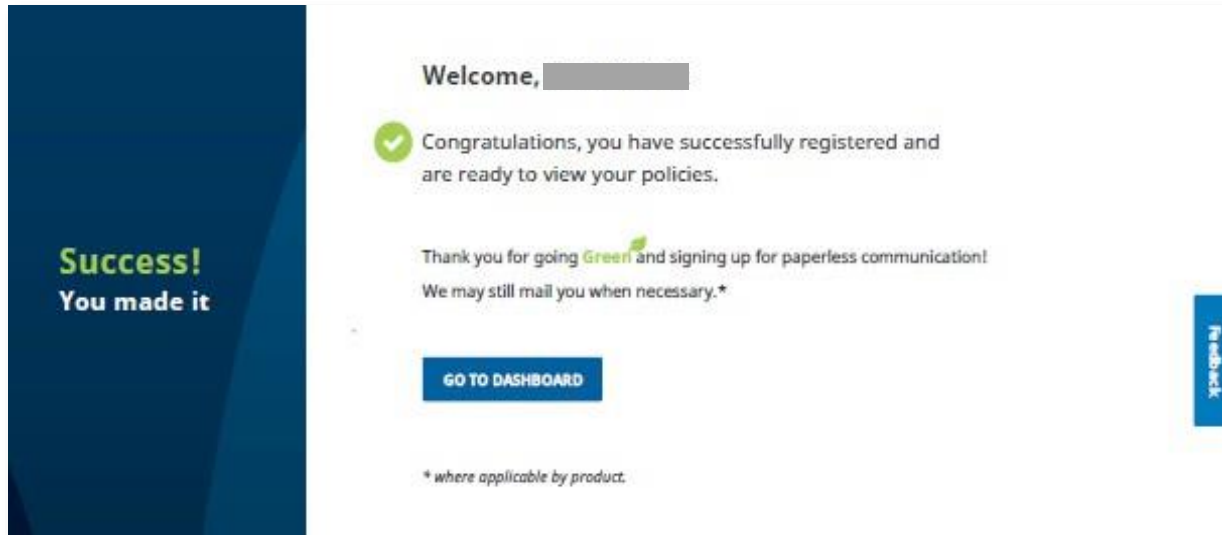 Welcome,
Congratulations, you have successfully registered and
are ready to view your policies.
Success!
You made it
Thank you for going Green and signing up for paperless communication!
We may still mail you when necessary.*
GO TO DASHBOARD
Feedback
* where applicable by product.